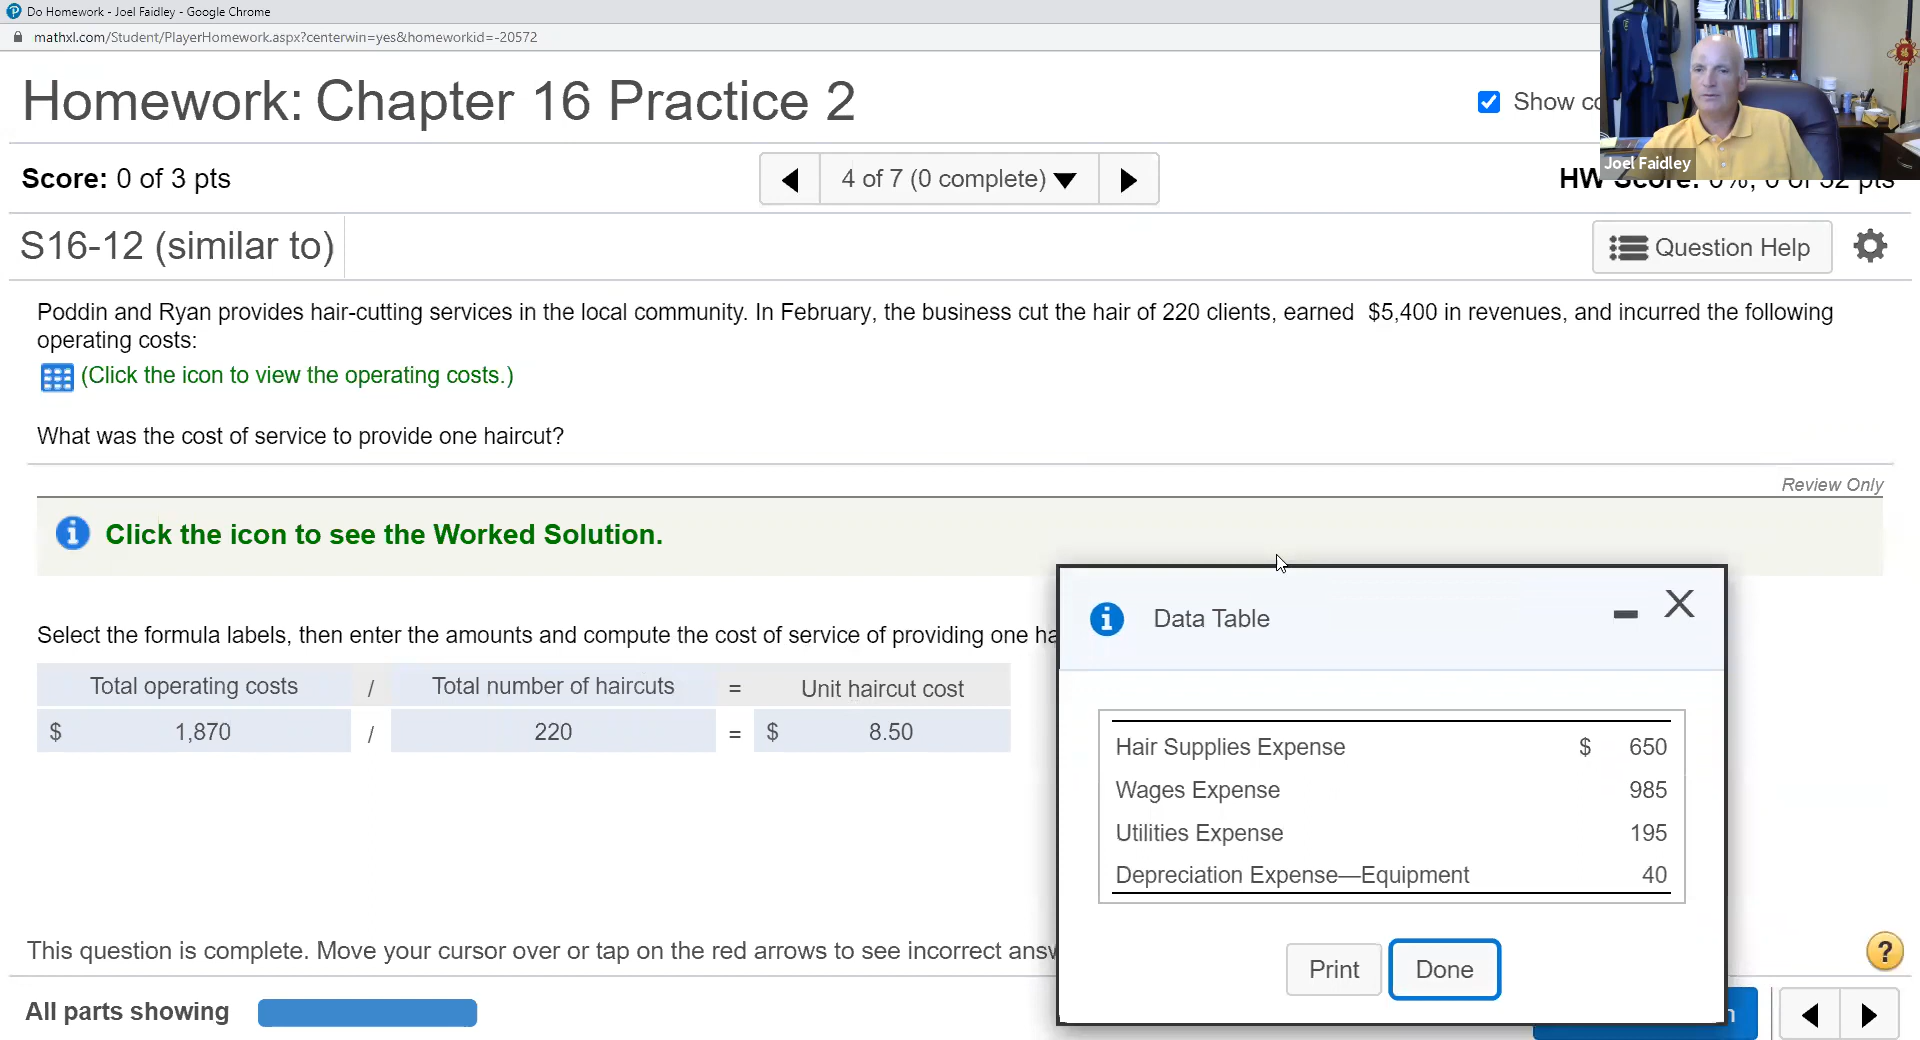 Do Homework - Joel Faidley - Google Chrome
mathxl.com/Student/PlayerHomework.aspx?centerwin=yes&homeworkid=-20572
Homework: Chapter 16 Practice 2
Show co
Joel Faidley
Score: 0 of 3 pts
4 of 7 (0 complete)
HW Score: 0%, 0 of 32 pts
S16-12 (similar to)
Question Help
Poddin and Ryan provides hair-cutting services in the local community. In February, the business cut the hair of 220 clients, earned $5,400 in revenues, and incurred the following
operating costs:
(Click the icon to view the operating costs.)
What was the cost of service to provide one haircut?
Review Only
Click the icon to see the Worked Solution.
Select the formula labels, then enter the amounts and compute the cost of service of providing one ha
Total operating costs / Total number of haircuts = Unit haircut cost
$ 1,870 / 220 = $ 8.50
Data Table
Hair Supplies Expense $ 650
Wages Expense 985
Utilities Expense 195
Depreciation Expense—Equipment 40
Print Done
This question is complete. Move your cursor over or tap on the red arrows to see incorrect answ
?
All parts showing